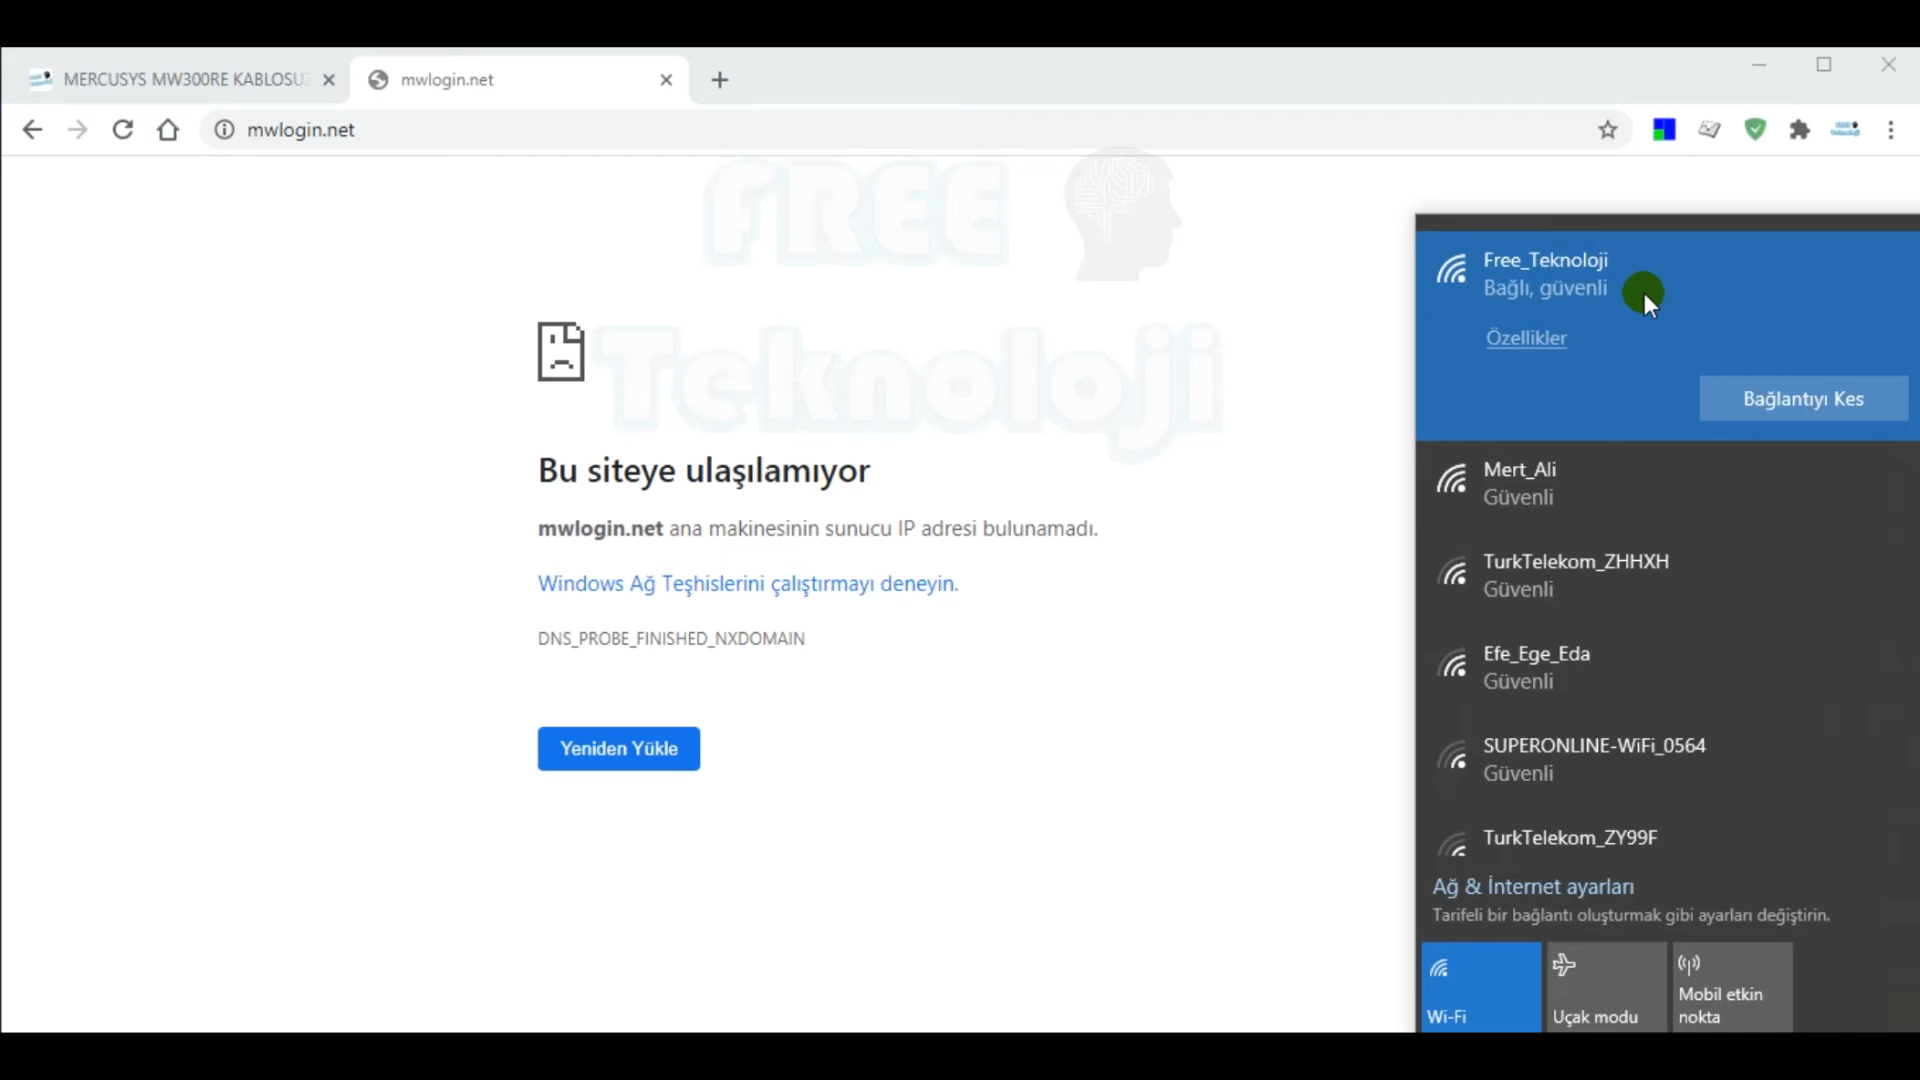 MERCUSYS MW300RE KABLOSUZ
mwlogin.net
mwlogin.net
FREE
Teknoloji
Bu siteye ulaşılamıyor
mwlogin.net ana makinesinin sunucu IP adresi bulunamadı.
Windows Ağ Teşhislerini çalıştırmayı deneyin.
DNS_PROBE_FINISHED_NXDOMAIN
Yeniden Yükle
Free_Teknoloji
Bağlı, güvenli
Özellikler
Bağlantıyı Kes
Mert_Ali
Güvenli
TurkTelekom_ZHHXH
Güvenli
Efe_Ege_Eda
Güvenli
SUPERONLINE-WiFi_0564
Güvenli
TurkTelekom_ZY99F
Ağ & İnternet ayarları
Tarifeli bir bağlantı oluşturmak gibi ayarları değiştirin.
Wi-Fi
Uçak modu
Mobil etkin
nokta